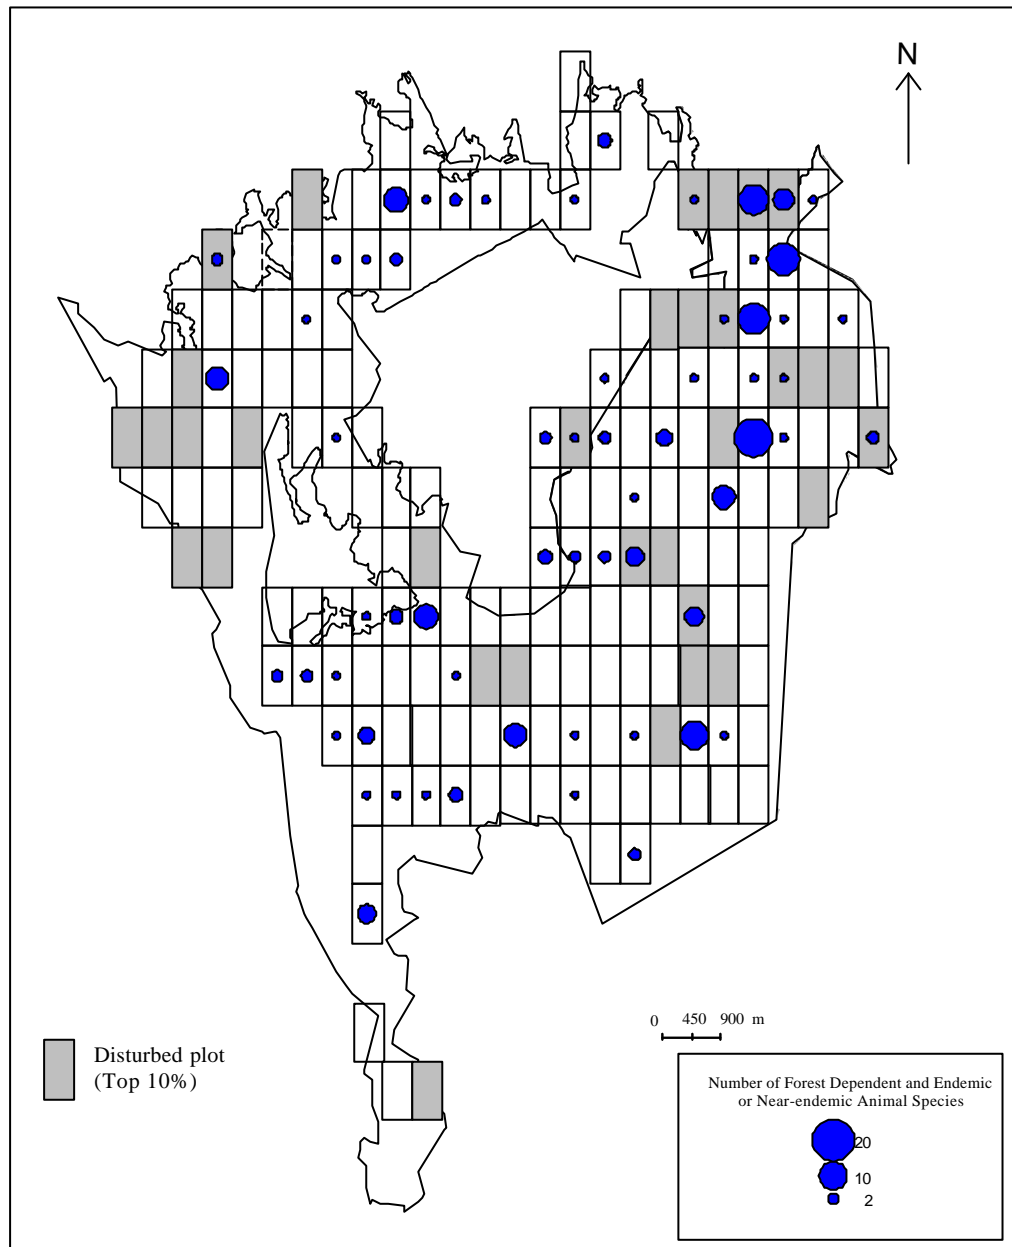 N
Disturbed plot
(Top 10%)
0 450 900 m
Number of Forest Dependent and Endemic
or Near-endemic Animal Species
20
10
2